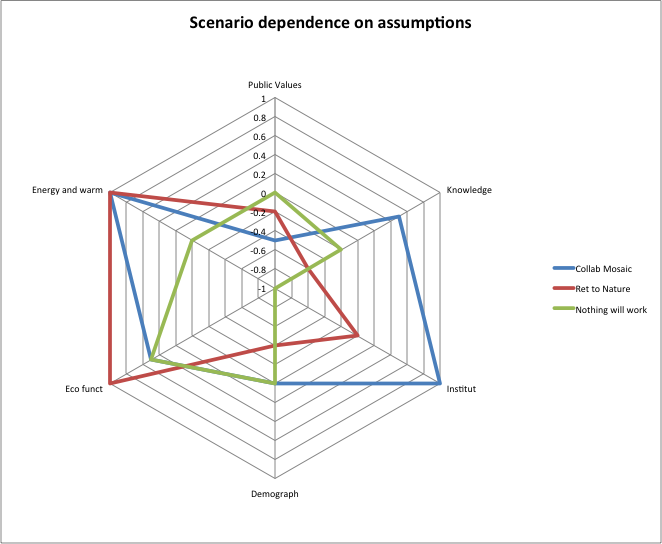 Scenario dependence on assumptions
Public Values
1
0.8
0.6
0.4
0.2
0
-0.2
-0.4
-0.6
-0.8
-1
Energy and warm
Knowledge
Collab Mosaic
Ret to Nature
Nothing will work
Eco funct
Institut
Demograph